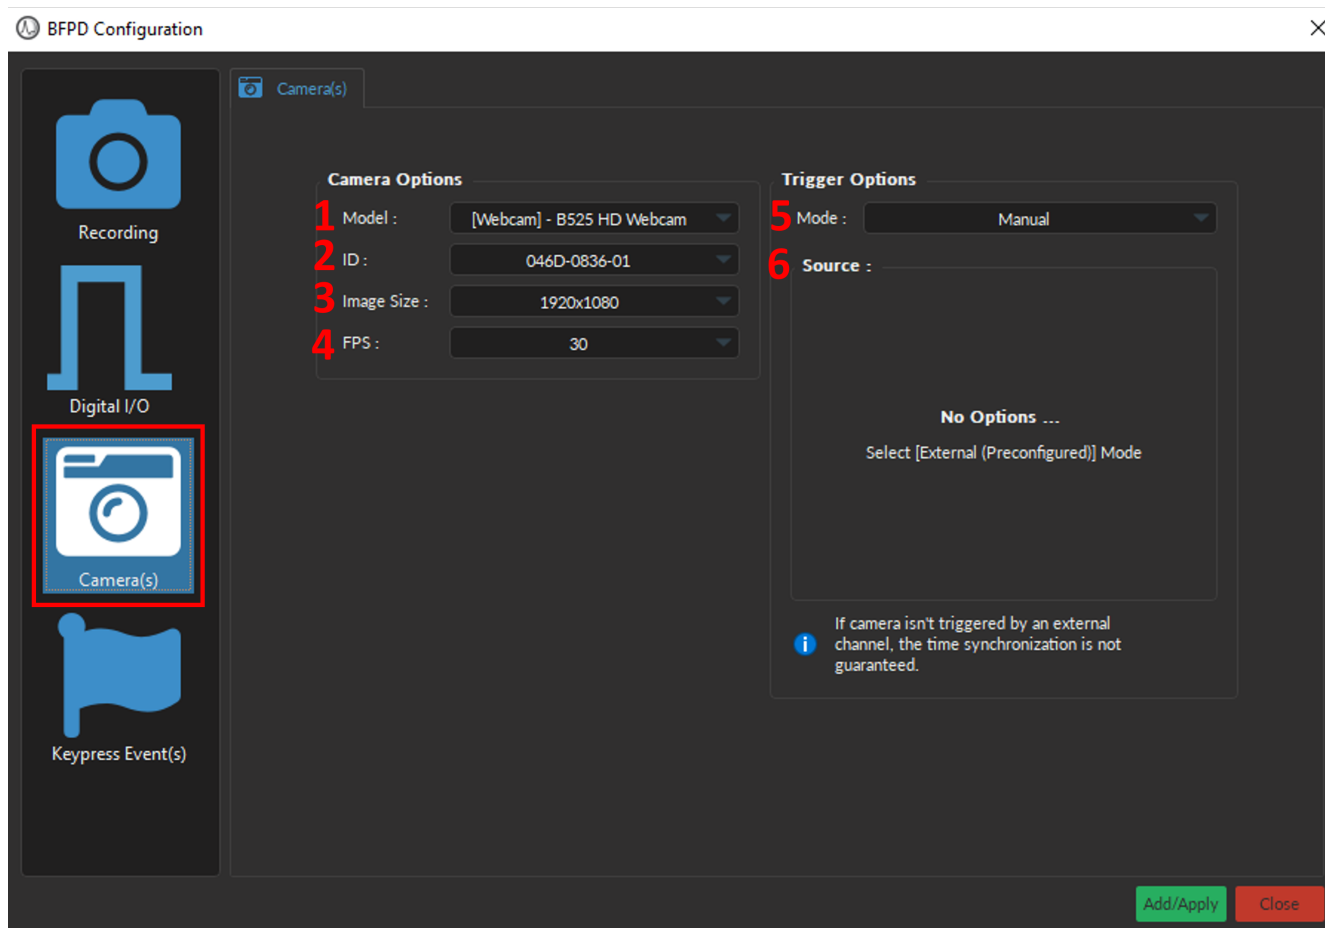 BFPD Configuration
Recording
Digital I/O
Camera(s)
Keypress Event(s)
Camera(s)
Camera Options
1 Model : [Webcam] - B525 HD Webcam
2 ID : 046D-0836-01
3 Image Size : 1920x1080
4 FPS : 30
Trigger Options
5 Mode : Manual
6 Source :
No Options ...
Select [External (Preconfigured)] Mode
If camera isn't triggered by an external
channel, the time synchronization is not
guaranteed.
Add/Apply Close